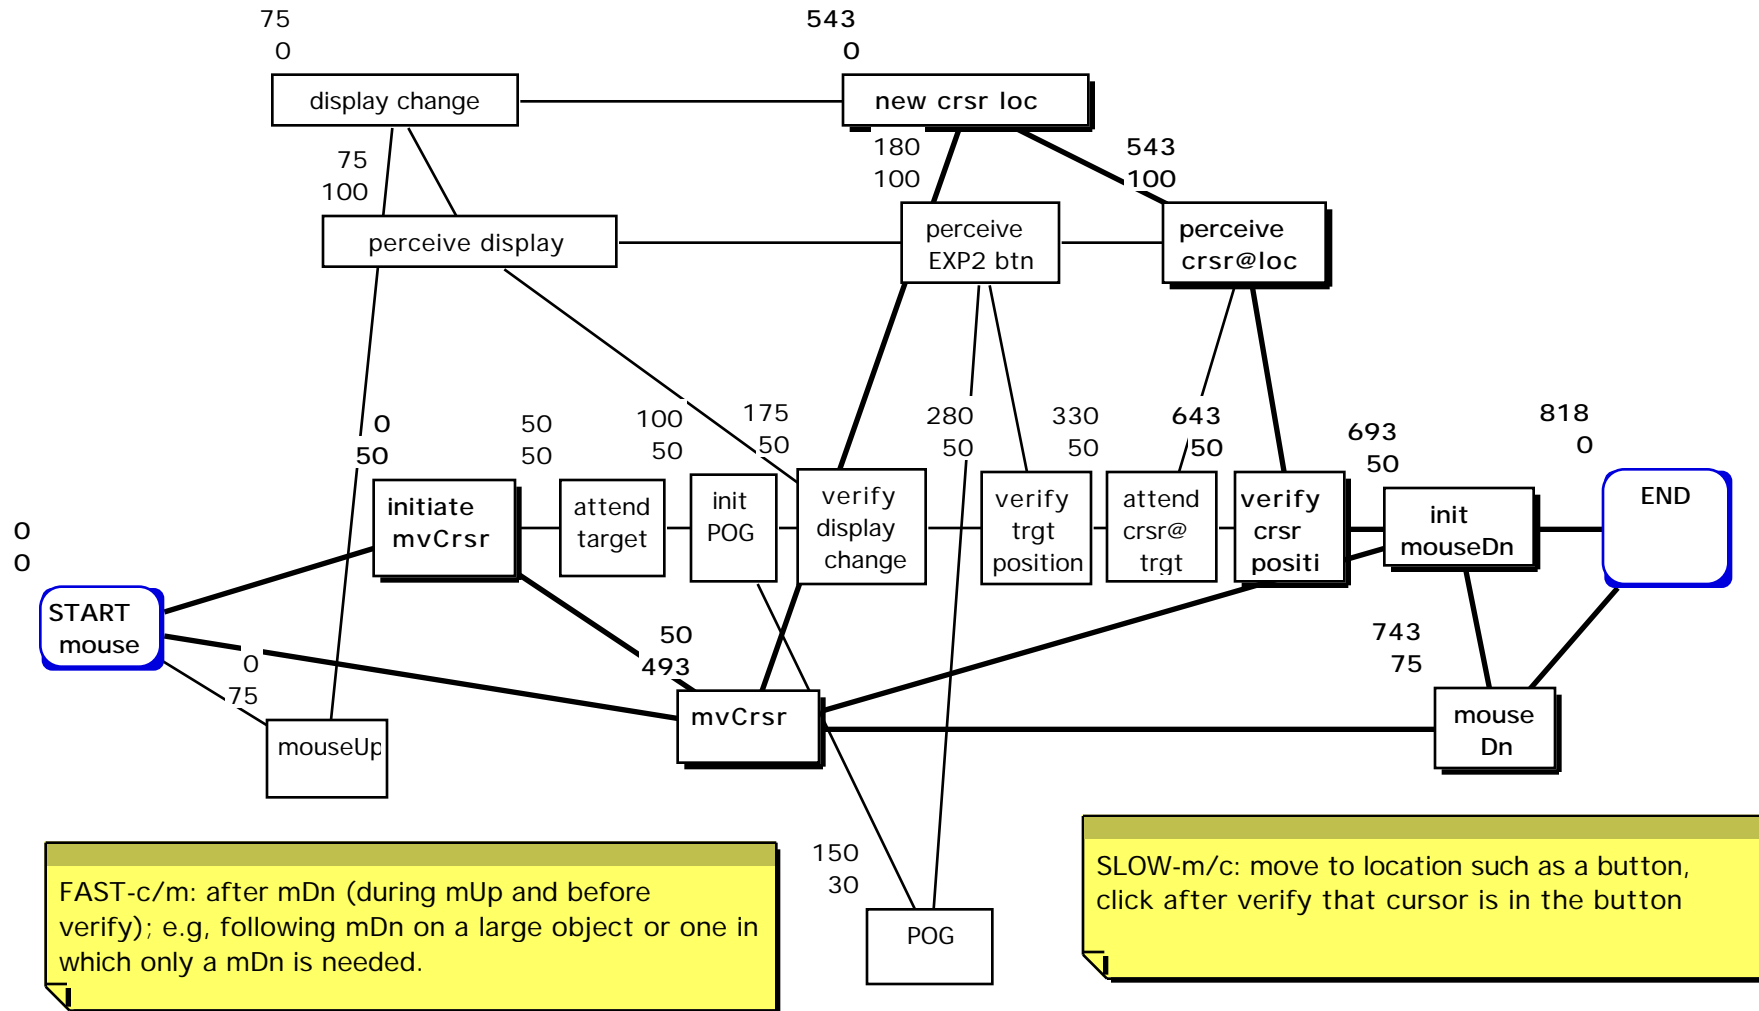 75
0
display change
543
0
new crsr loc
75
100
perceive display
180
100
perceive
EXP2 btn
543
100
perceive
crsr@loc
0
0
START
mouse
0
50
initiate
mvCrsr
50
50
attend
target
100
50
init
POG
175
50
verify
display
change
280
50
330
50
verify
trgt
position
643
50
attend
crsr@
trgt
verify
crsr
positi
693
50
init
mouseDn
818
0
END
0
75
mouseUp
50
493
mvCrsr
743
75
mouse
Dn
150
30
POG
FAST-c/m: after mDn (during mUp and before
verify); e.g, following mDn on a large object or one in
which only a mDn is needed.
SLOW-m/c: move to location such as a button,
click after verify that cursor is in the button